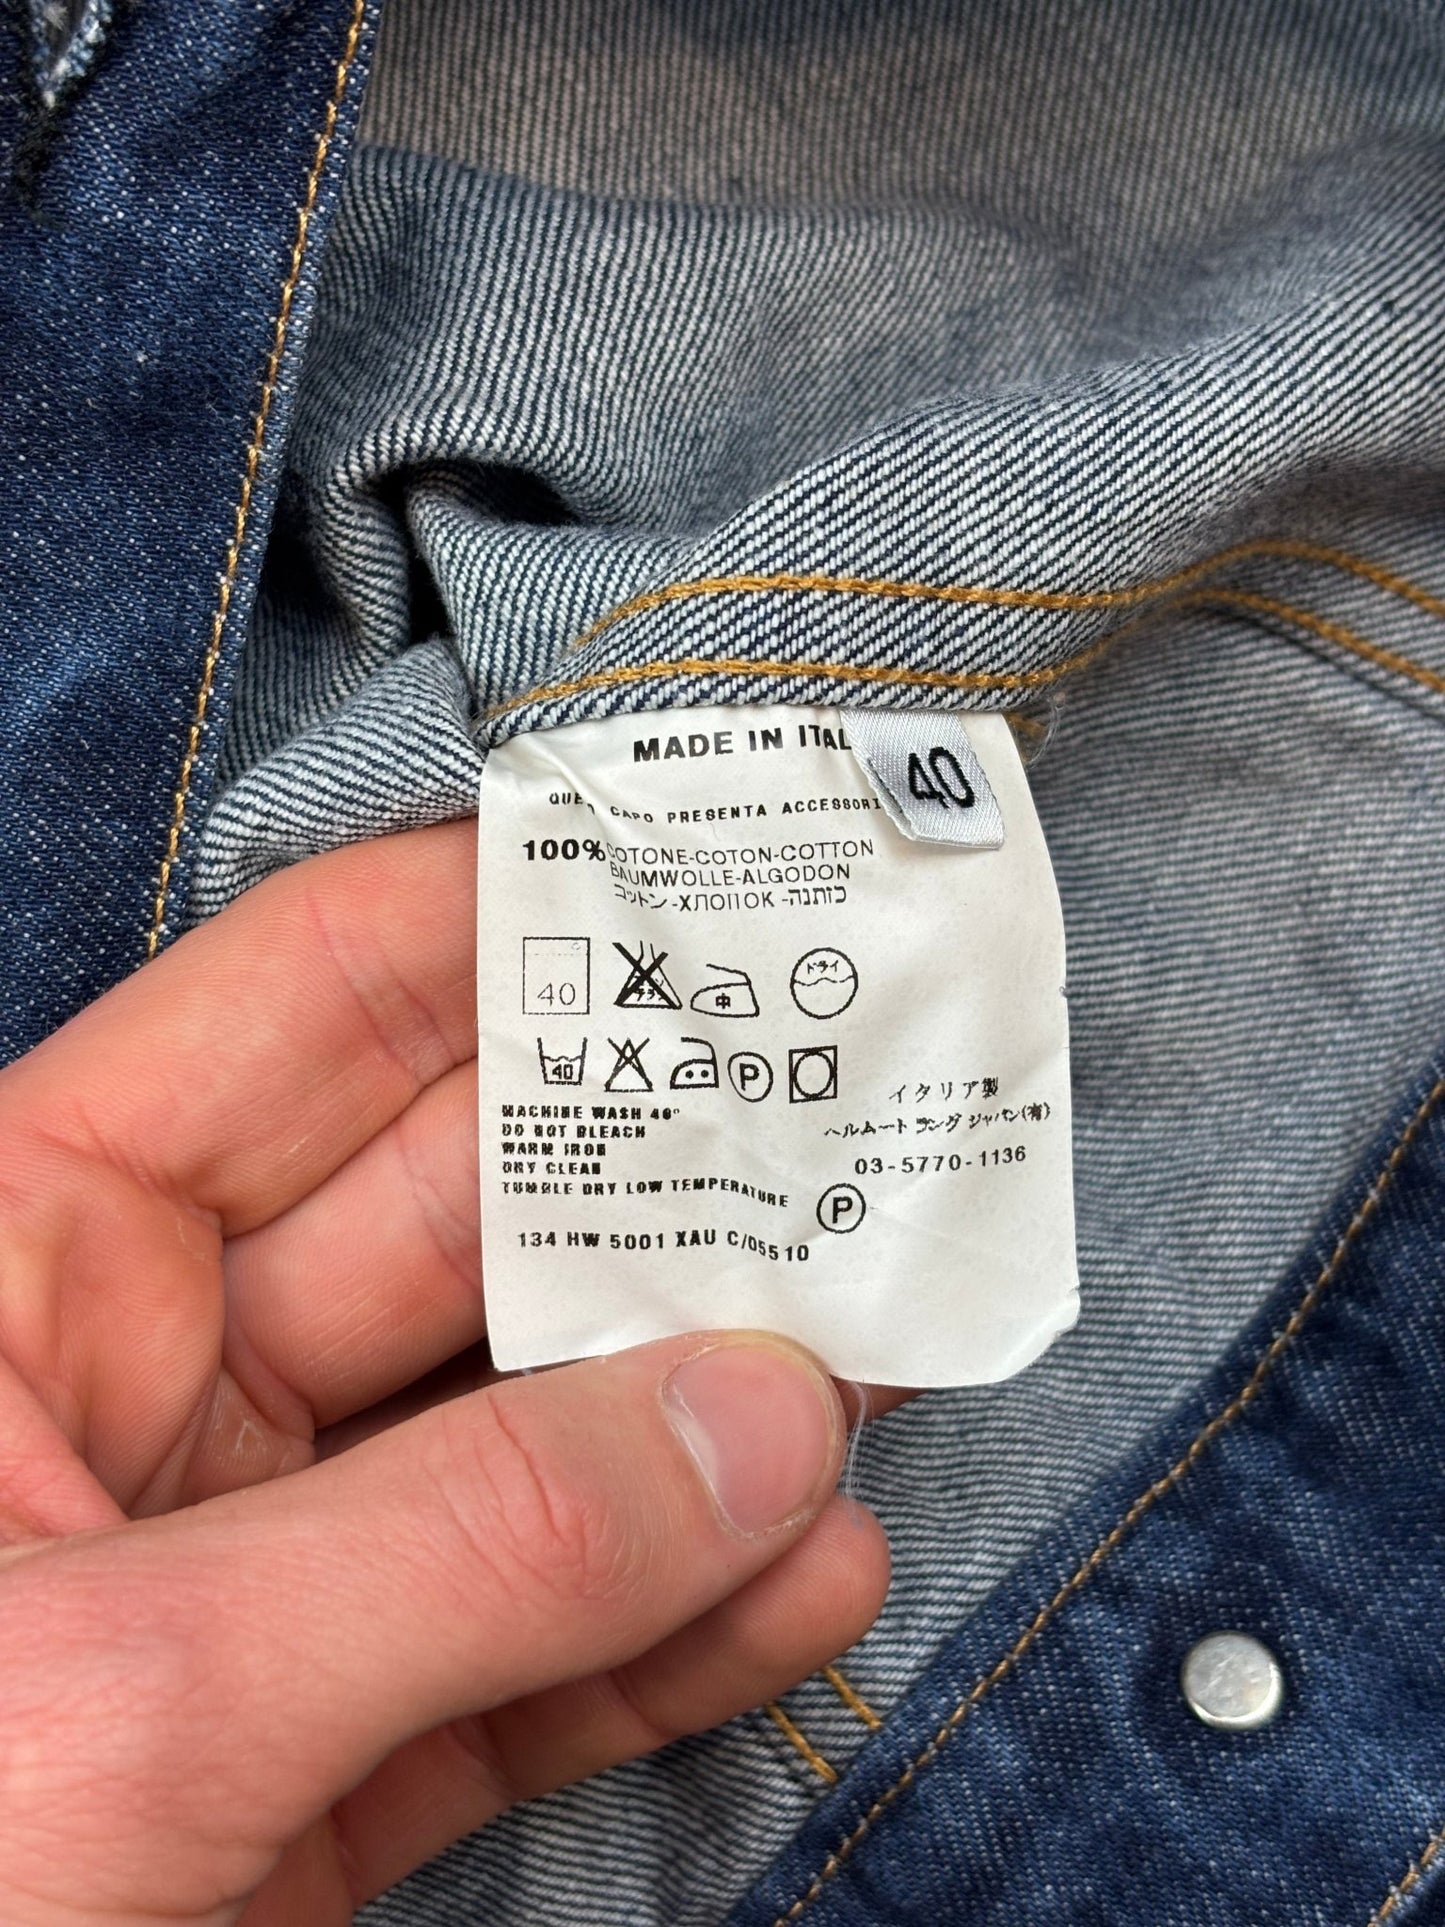 MADE IN ITAL
40
CAPO PRESENTA ACCESSORI
100% COTONE-COTON-COTTON
BAUMWOLLE-ALGODON
コットン-ХЛОПОК-כותנה
40
中
ドライ
40
P
MACHINE WASH 40°
DO NOT BLEACH
WARM IRON
DRY CLEAN
TUMBLE DRY LOW TEMPERATURE
イタリア製
ヘルムート ラング ジャパン(有)
03-5770-1136
P
134 HW 5001 XAU C/05510